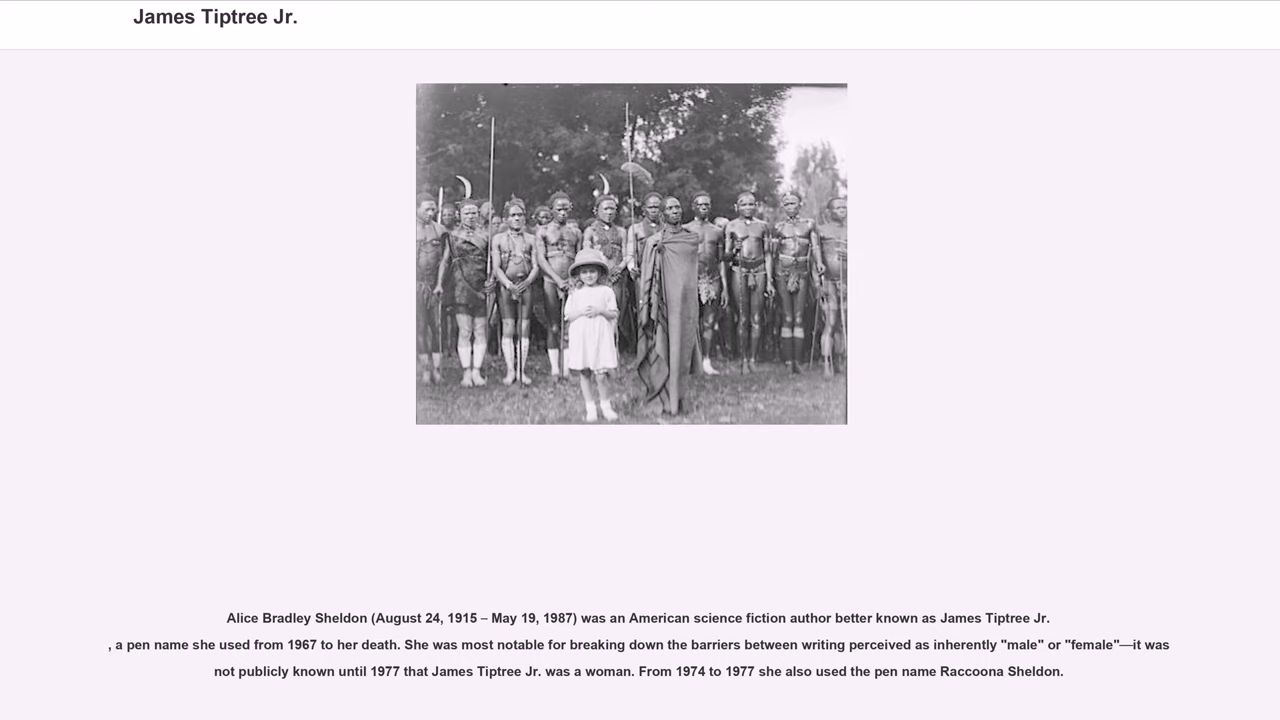 James Tiptree Jr.
Alice Bradley Sheldon (August 24, 1915 – May 19, 1987) was an American science fiction author better known as James Tiptree Jr.
, a pen name she used from 1967 to her death. She was most notable for breaking down the barriers between writing perceived as inherently "male" or "female"—it was
not publicly known until 1977 that James Tiptree Jr. was a woman. From 1974 to 1977 she also used the pen name Raccoona Sheldon.